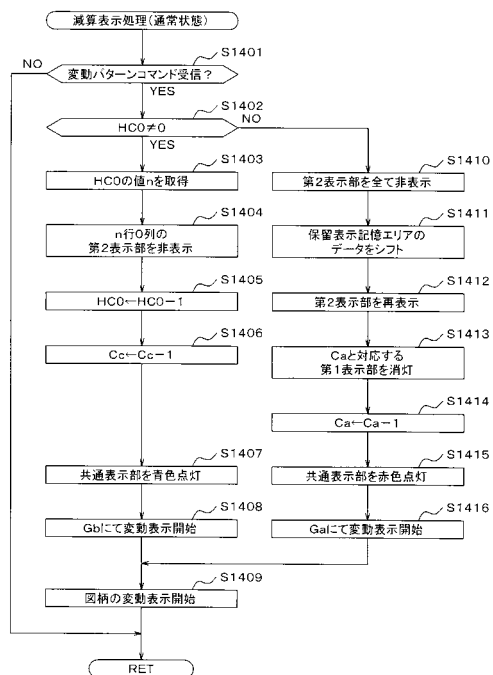 減算表示処理(通常状態)
S1401
NO
変動パターンコマンド受信?
YES
S1402
HC0≠0
NO
YES
S1403
HC0の値nを取得
S1404
n行0列の
第2表示部を非表示
S1405
HC0←HC0−1
S1406
Cc←Cc−1
S1407
共通表示部を青色点灯
S1408
Gbにて変動表示開始
S1410
第2表示部を全て非表示
S1411
保留表示記憶エリアの
データをシフト
S1412
第2表示部を再表示
S1413
Caと対応する
第1表示部を消灯
S1414
Ca←Ca−1
S1415
共通表示部を赤色点灯
S1416
Gaにて変動表示開始
S1409
図柄の変動表示開始
RET